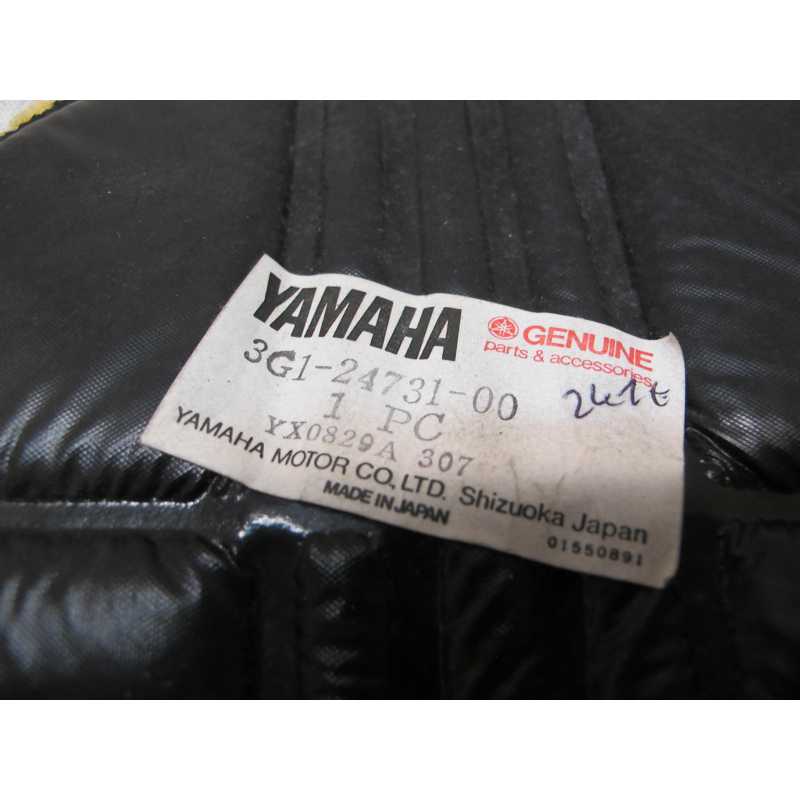 YAMAHA GENUINE
parts & accessories
3G1-24731-00
1 PC
YX0829A 307
YAMAHA MOTOR CO., LTD. Shizuoka Japan
MADE IN JAPAN
01550891